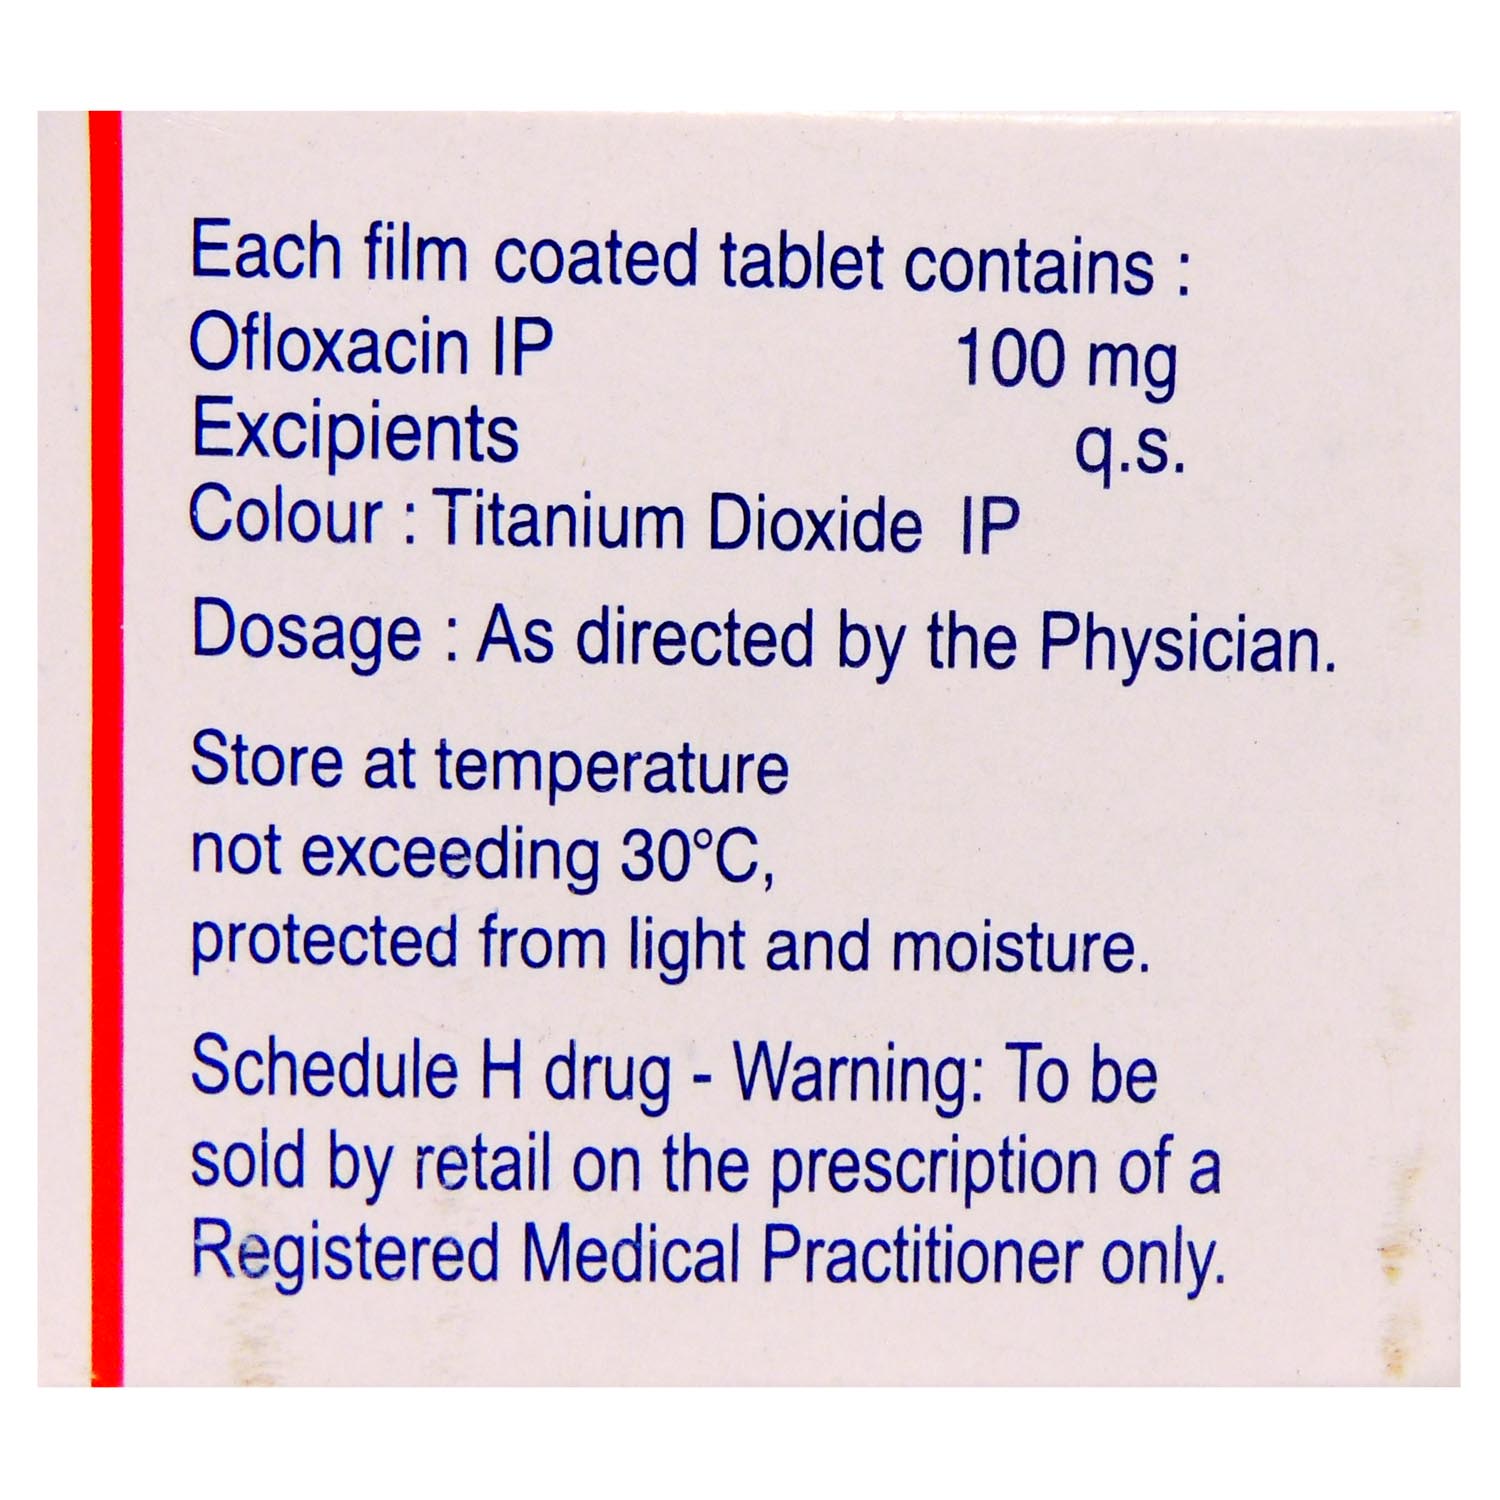 Each film coated tablet contains :
Ofloxacin IP 100 mg
Excipients q.s.
Colour : Titanium Dioxide IP
Dosage : As directed by the Physician.
Store at temperature
not exceeding 30°C,
protected from light and moisture.
Schedule H drug - Warning: To be
sold by retail on the prescription of a
Registered Medical Practitioner only.